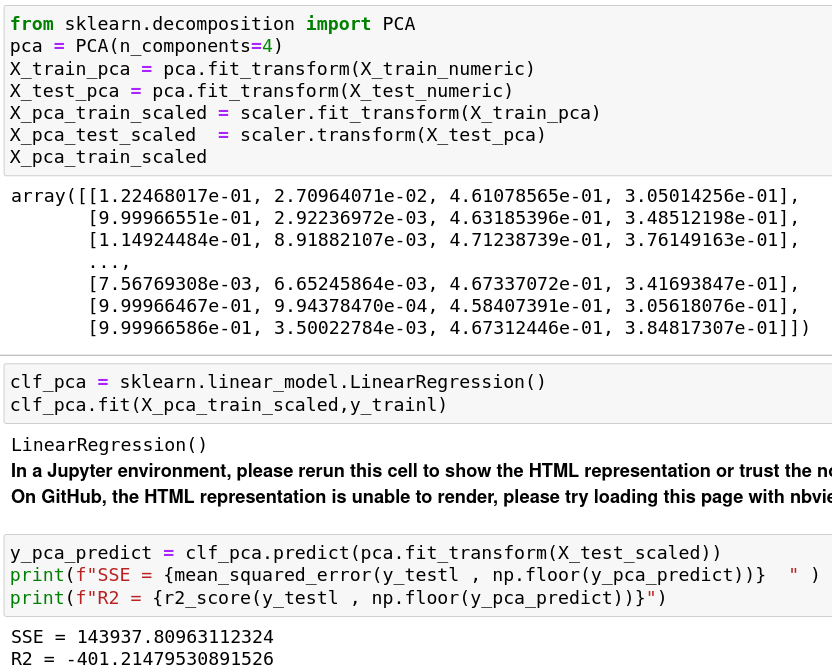 from sklearn.decomposition import PCA
pca = PCA(n_components=4)
X_train_pca = pca.fit_transform(X_train_numeric)
X_test_pca = pca.fit_transform(X_test_numeric)
X_pca_train_scaled = scaler.fit_transform(X_train_pca)
X_pca_test_scaled  = scaler.transform(X_test_pca)
X_pca_train_scaled
array([[1.22468017e-01, 2.70964071e-02, 4.61078565e-01, 3.05014256e-01],
       [9.99966551e-01, 2.92236972e-03, 4.63185396e-01, 3.48512198e-01],
       [1.14924484e-01, 8.91882107e-03, 4.71238739e-01, 3.76149163e-01],
       ...,
       [7.56769308e-03, 6.65245864e-03, 4.67337072e-01, 3.41693847e-01],
       [9.99966467e-01, 9.94378470e-04, 4.58407391e-01, 3.05618076e-01],
       [9.99966586e-01, 3.50022784e-03, 4.67312446e-01, 3.84817307e-01]])
clf_pca = sklearn.linear_model.LinearRegression()
clf_pca.fit(X_pca_train_scaled,y_trainl)
LinearRegression()
In a Jupyter environment, please rerun this cell to show the HTML representation or trust the no
On GitHub, the HTML representation is unable to render, please try loading this page with nbvie
y_pca_predict = clf_pca.predict(pca.fit_transform(X_test_scaled))
print(f"SSE = {mean_squared_error(y_testl , np.floor(y_pca_predict))}  " )
print(f"R2 = {r2_score(y_testl , np.floor(y_pca_predict))}")
SSE = 143937.80963112324
R2 = -401.21479530891526